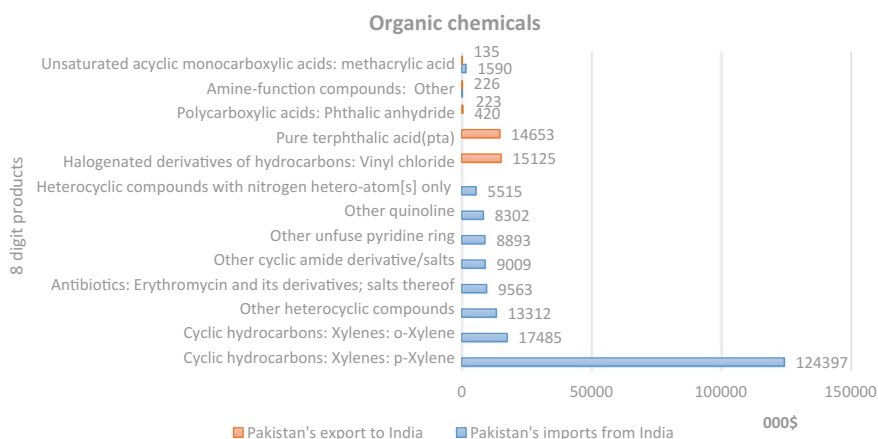 Organic chemicals
8 digit products
Unsaturated acyclic monocarboxylic acids: methacrylic acid
135
1590
Amine-function compounds:  Other
226
223
Polycarboxylic acids: Phthalic anhydride
420
Pure terphthalic acid(pta)
14653
Halogenated derivatives of hydrocarbons: Vinyl chloride
15125
Heterocyclic compounds with nitrogen hetero-atom[s] only
5515
Other quinoline
8302
Other unfuse pyridine ring
8893
Other cyclic amide derivative/salts
9009
Antibiotics: Erythromycin and its derivatives; salts thereof
9563
Other heterocyclic compounds
13312
Cyclic hydrocarbons: Xylenes: o-Xylene
17485
Cyclic hydrocarbons: Xylenes: p-Xylene
124397
0 50000 100000 150000
000$
Pakistan's export to India Pakistan's imports from India